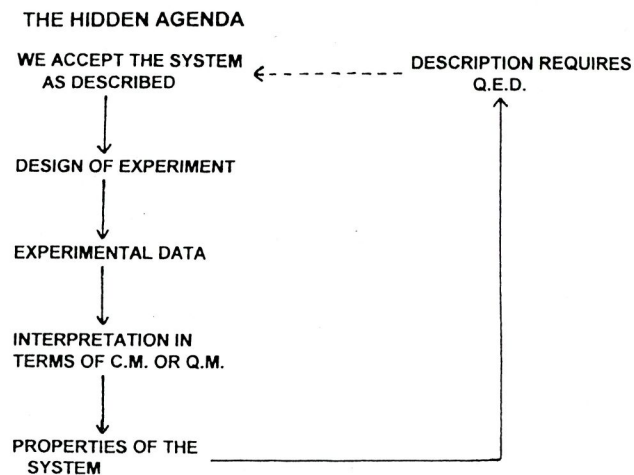 THE HIDDEN AGENDA
WE ACCEPT THE SYSTEM
AS DESCRIBED
DESCRIPTION REQUIRES
Q.E.D.
DESIGN OF EXPERIMENT
EXPERIMENTAL DATA
INTERPRETATION IN
TERMS OF C.M. OR Q.M.
PROPERTIES OF THE
SYSTEM